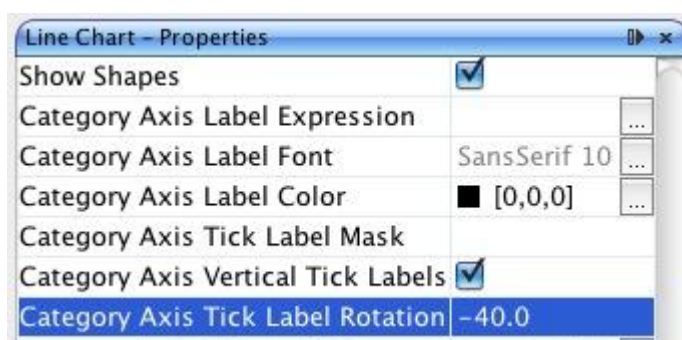 Line Chart – Properties
Show Shapes
Category Axis Label Expression ...
Category Axis Label Font SansSerif 10 ...
Category Axis Label Color [0,0,0] ...
Category Axis Tick Label Mask
Category Axis Vertical Tick Labels
Category Axis Tick Label Rotation -40.0